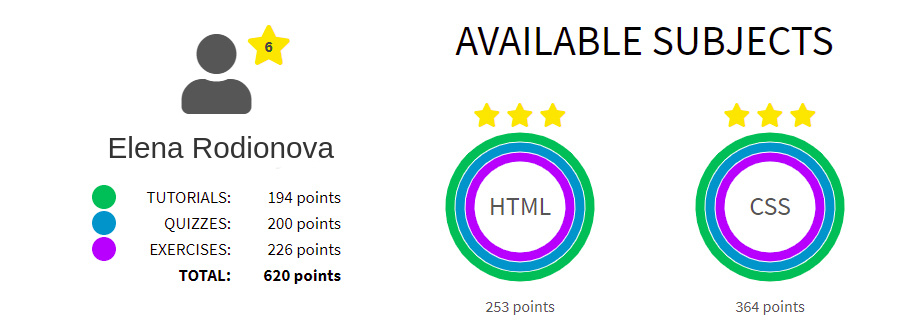 6
Elena Rodionova
TUTORIALS: 194 points
QUIZZES: 200 points
EXERCISES: 226 points
TOTAL: 620 points
AVAILABLE SUBJECTS
HTML
253 points
CSS
364 points